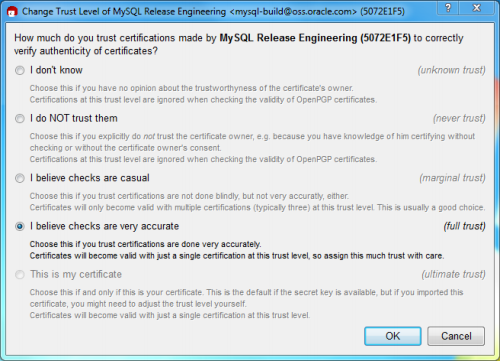 Change Trust Level of MySQL Release Engineering <mysql-build@oss.oracle.com> (5072E1F5)
How much do you trust certifications made by MySQL Release Engineering (5072E1F5) to correctly
verify authenticity of certificates?
I don't know (unknown trust)
Choose this if you have no opinion about the trustworthyness of the certificate's owner.
Certifications at this trust level are ignored when checking the validity of OpenPGP certificates.
I do NOT trust them (never trust)
Choose this if you explicitly do not trust the certificate owner, e.g. because you have knowledge of him certifying without
checking or without the certificate owner's consent.
Certifications at this trust level are ignored when checking the validity of OpenPGP certificates.
I believe checks are casual (marginal trust)
Choose this if you trust certifications are not done blindly, but not very accurately, either.
Certificates will only become valid with multiple certifications (typically three) at this trust level. This is usually a good choice.
I believe checks are very accurate (full trust)
Choose this if you trust certifications are done very accurately.
Certificates will become valid with just a single certification at this trust level, so assign this much trust with care.
This is my certificate (ultimate trust)
Choose this if and only if this is your certificate. This is the default if the secret key is available, but if you imported this
certificate, you might need to adjust the trust level yourself.
Certificates will become valid with just a single certification at this trust level.
OK Cancel